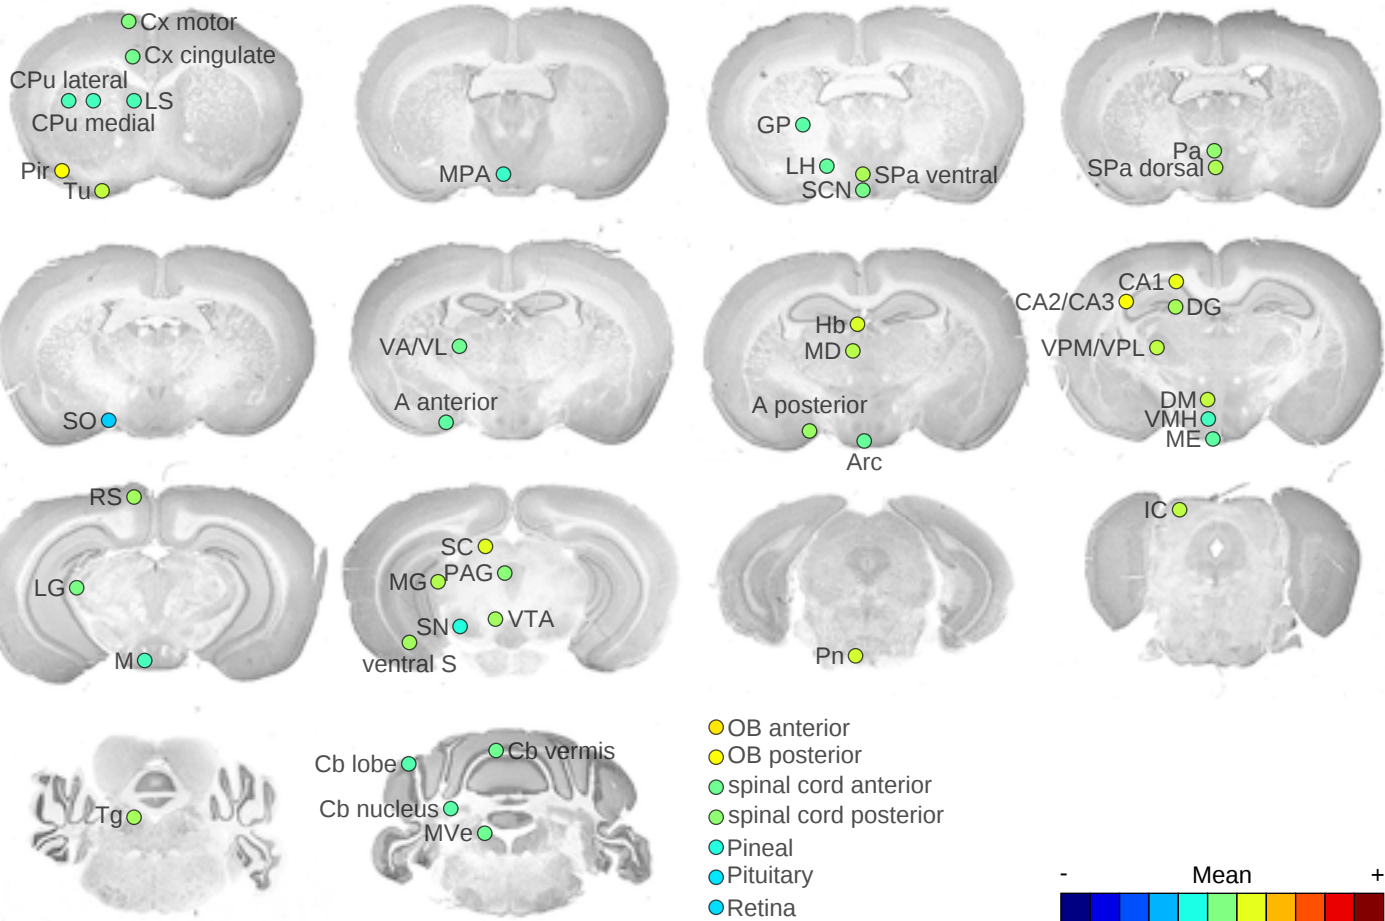 Cx motor
Cx cingulate
CPu lateral
LS
CPu medial
Pir
Tu
MPA
GP
LH
SPa ventral
SCN
Pa
SPa dorsal
SO
VA/VL
A anterior
Hb
MD
A posterior
Arc
CA1
CA2/CA3
DG
VPM/VPL
DM
VMH
ME
RS
LG
M
SC
PAG
MG
VTA
SN
ventral S
Pn
IC
Tg
Cb vermis
Cb lobe
Cb nucleus
MVe
OB anterior
OB posterior
spinal cord anterior
spinal cord posterior
Pineal
Pituitary
Retina
- Mean +